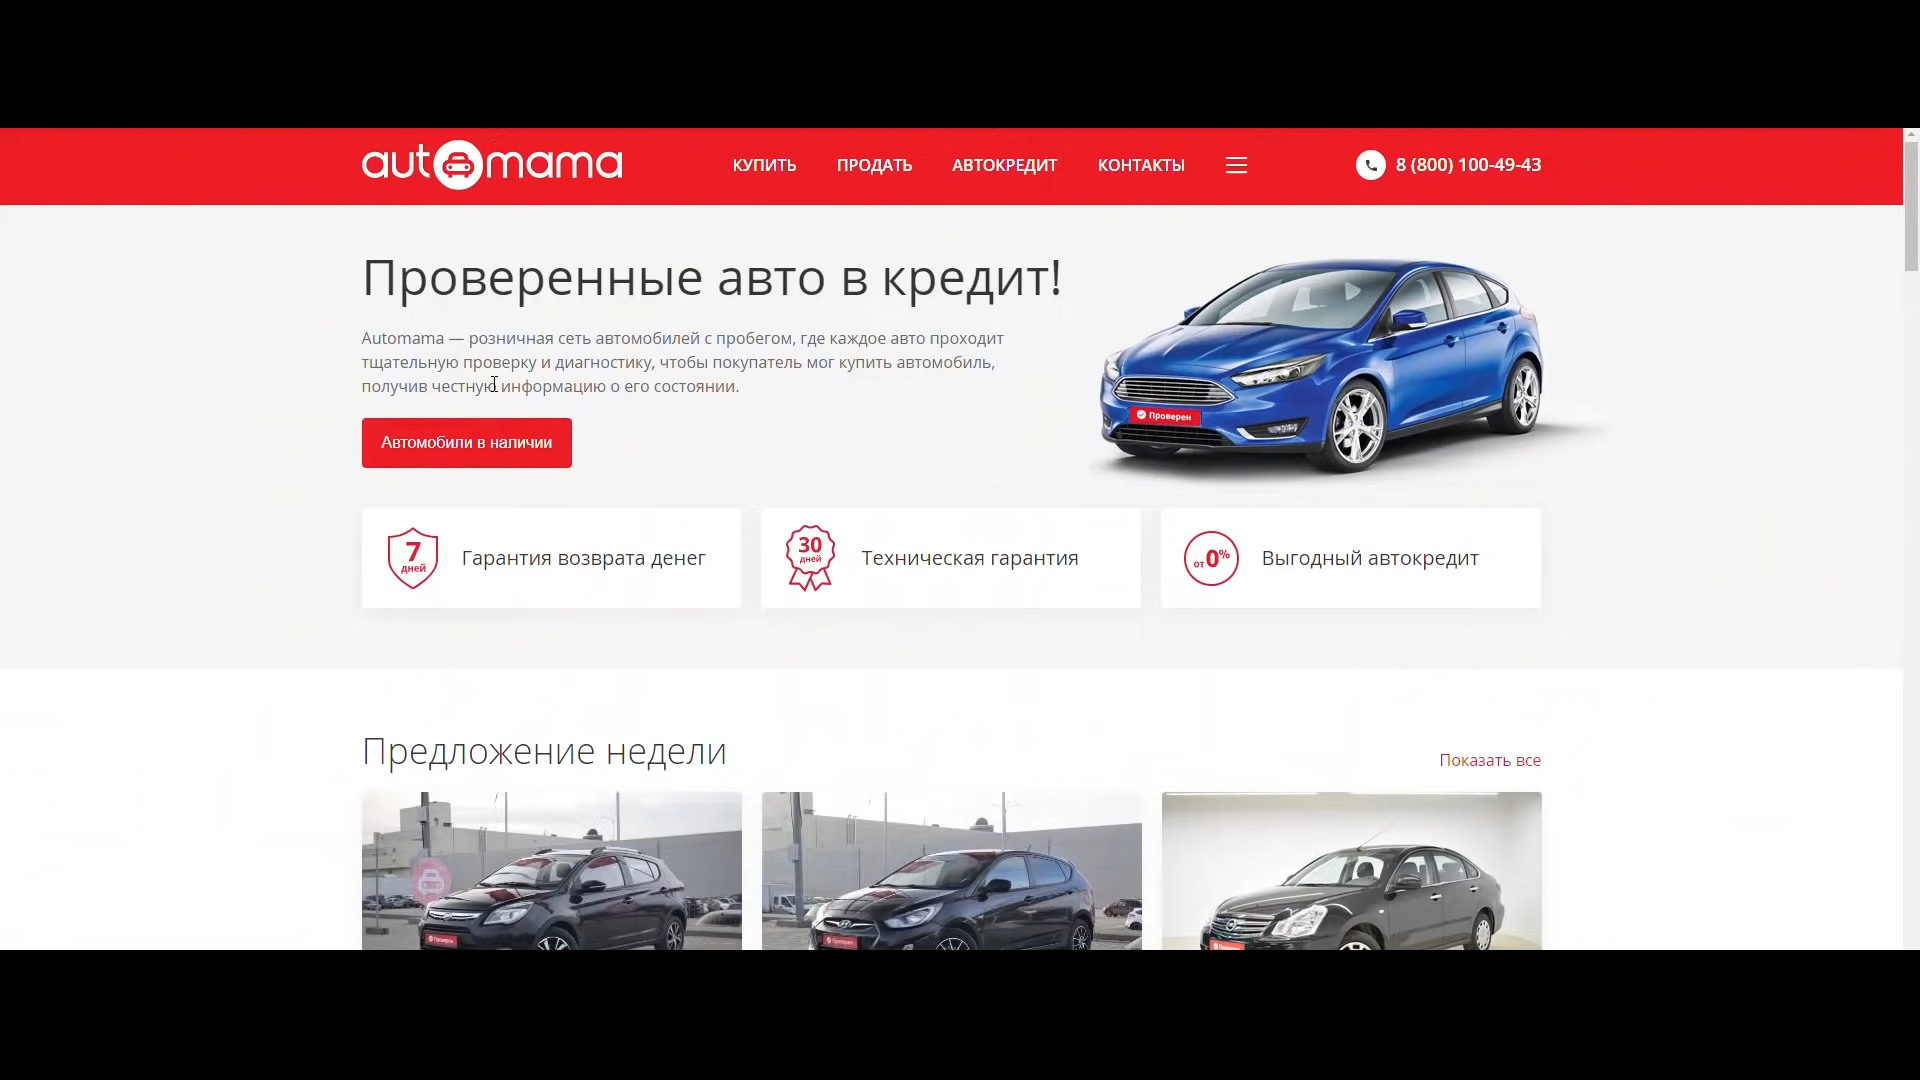 automama
КУПИТЬ ПРОДАТЬ АВТОКРЕДИТ КОНТАКТЫ
8 (800) 100-49-43
Проверенные авто в кредит!
Automama — розничная сеть автомобилей с пробегом, где каждое авто проходит
тщательную проверку и диагностику, чтобы покупатель мог купить автомобиль,
получив честную информацию о его состоянии.
Проверен
Автомобили в наличии
7
дней
Гарантия возврата денег
30
дней
Техническая гарантия
от 0%
Выгодный автокредит
Предложение недели
Показать все
Проверен
Проверен